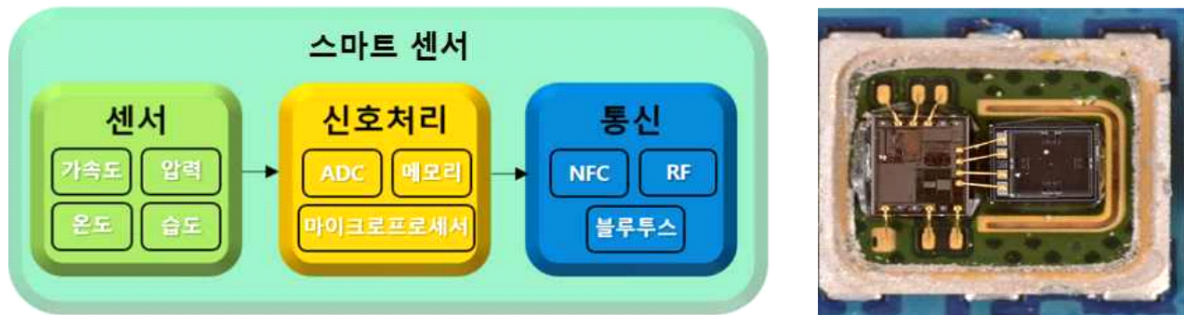 스마트 센서
센서
가속도
압력
온도
습도
신호처리
ADC
메모리
마이크로프로세서
통신
NFC
RF
블루투스